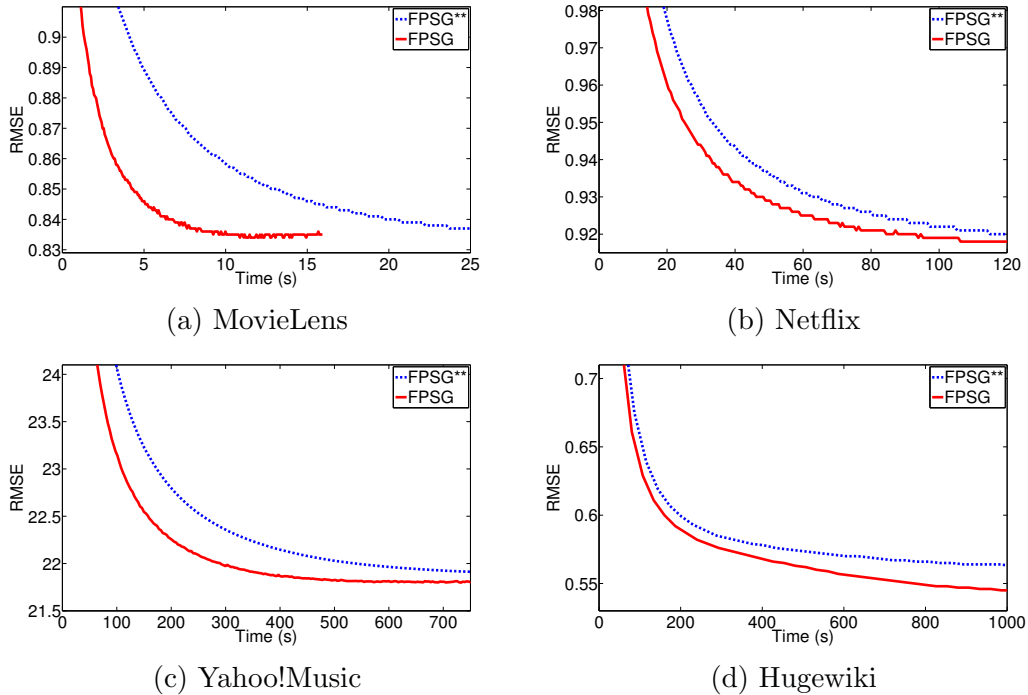 0.9
0.89
0.88
0.87
0.86
0.85
0.84
0.83
RMSE
0 5 10 15 20 25
Time (s)
FPSG**
FPSG
(a) MovieLens
0.98
0.97
0.96
0.95
0.94
0.93
0.92
RMSE
0 20 40 60 80 100 120
Time (s)
FPSG**
FPSG
(b) Netflix
24
23.5
23
22.5
22
21.5
RMSE
0 100 200 300 400 500 600 700
Time (s)
FPSG**
FPSG
(c) Yahoo!Music
0.7
0.65
0.6
0.55
RMSE
0 200 400 600 800 1000
Time (s)
FPSG**
FPSG
(d) Hugewiki